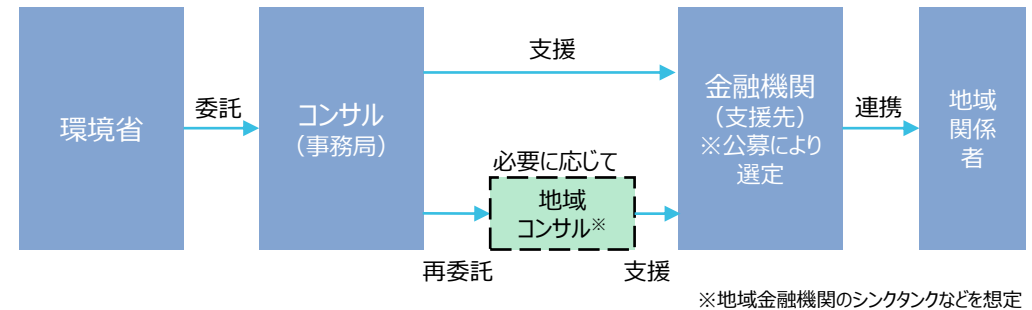 環境省
委託
コンサル
（事務局）
支援
必要に応じて
地域
コンサル※
再委託
支援
金融機関
（支援先）
※公募により
選定
連携
地域
関係
者
※地域金融機関のシンクタンクなどを想定